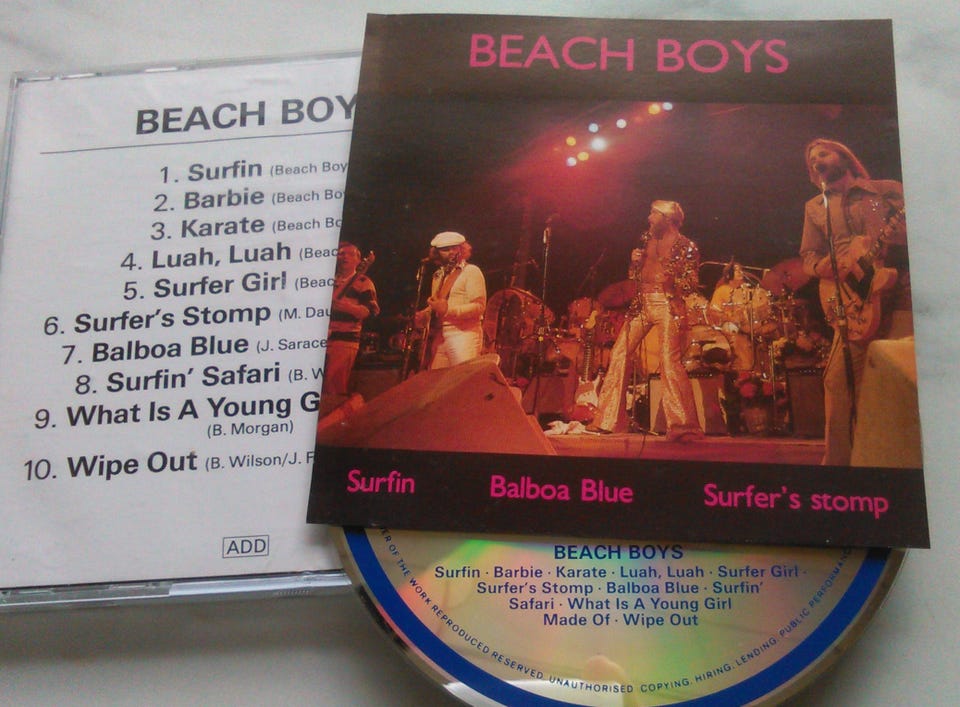 BEACH BOY
1. Surfin (Beach Boy
2. Barbie (Beach Bo
3. Karate (Beach Bo
4. Luah, Luah (Beac
5. Surfer Girl (Beac
6. Surfer's Stomp (M. Dau
7. Balboa Blue (J. Sarace
8. Surfin' Safari (B. W
9. What Is A Young G
(B. Morgan)
10. Wipe Out (B. Wilson/J. F
ADD
BEACH BOYS
Surfin Balboa Blue Surfer's stomp
BEACH BOYS
Surfin · Barbie · Karate · Luah, Luah · Surfer Girl ·
Surfer's Stomp · Balboa Blue · Surfin'
Safari · What Is A Young Girl
Made Of · Wipe Out
OF THE WORK REPRODUCED RESERVED. UNAUTHORISED COPYING. HIRING. LENDING. PUBLIC PERFORMANC